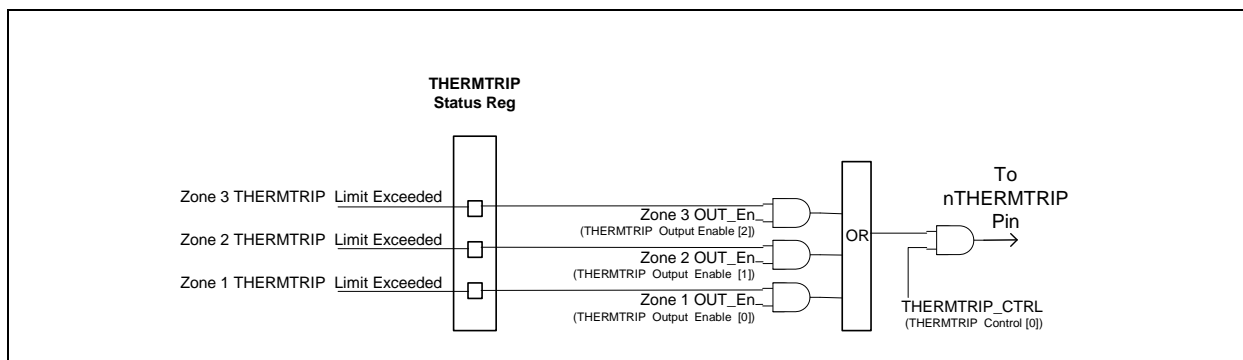 THERMTRIP
Status Reg
To
nTHERMTRIP
Pin
Zone 3 THERMTRIP Limit Exceeded
Zone 3 OUT_En
(THERMTRIP Output Enable [2])
OR
Zone 2 THERMTRIP Limit Exceeded
Zone 2 OUT_En
(THERMTRIP Output Enable [1])
Zone 1 THERMTRIP Limit Exceeded
Zone 1 OUT_En
(THERMTRIP Output Enable [0])
THERMTRIP_CTRL
(THERMTRIP Control [0])